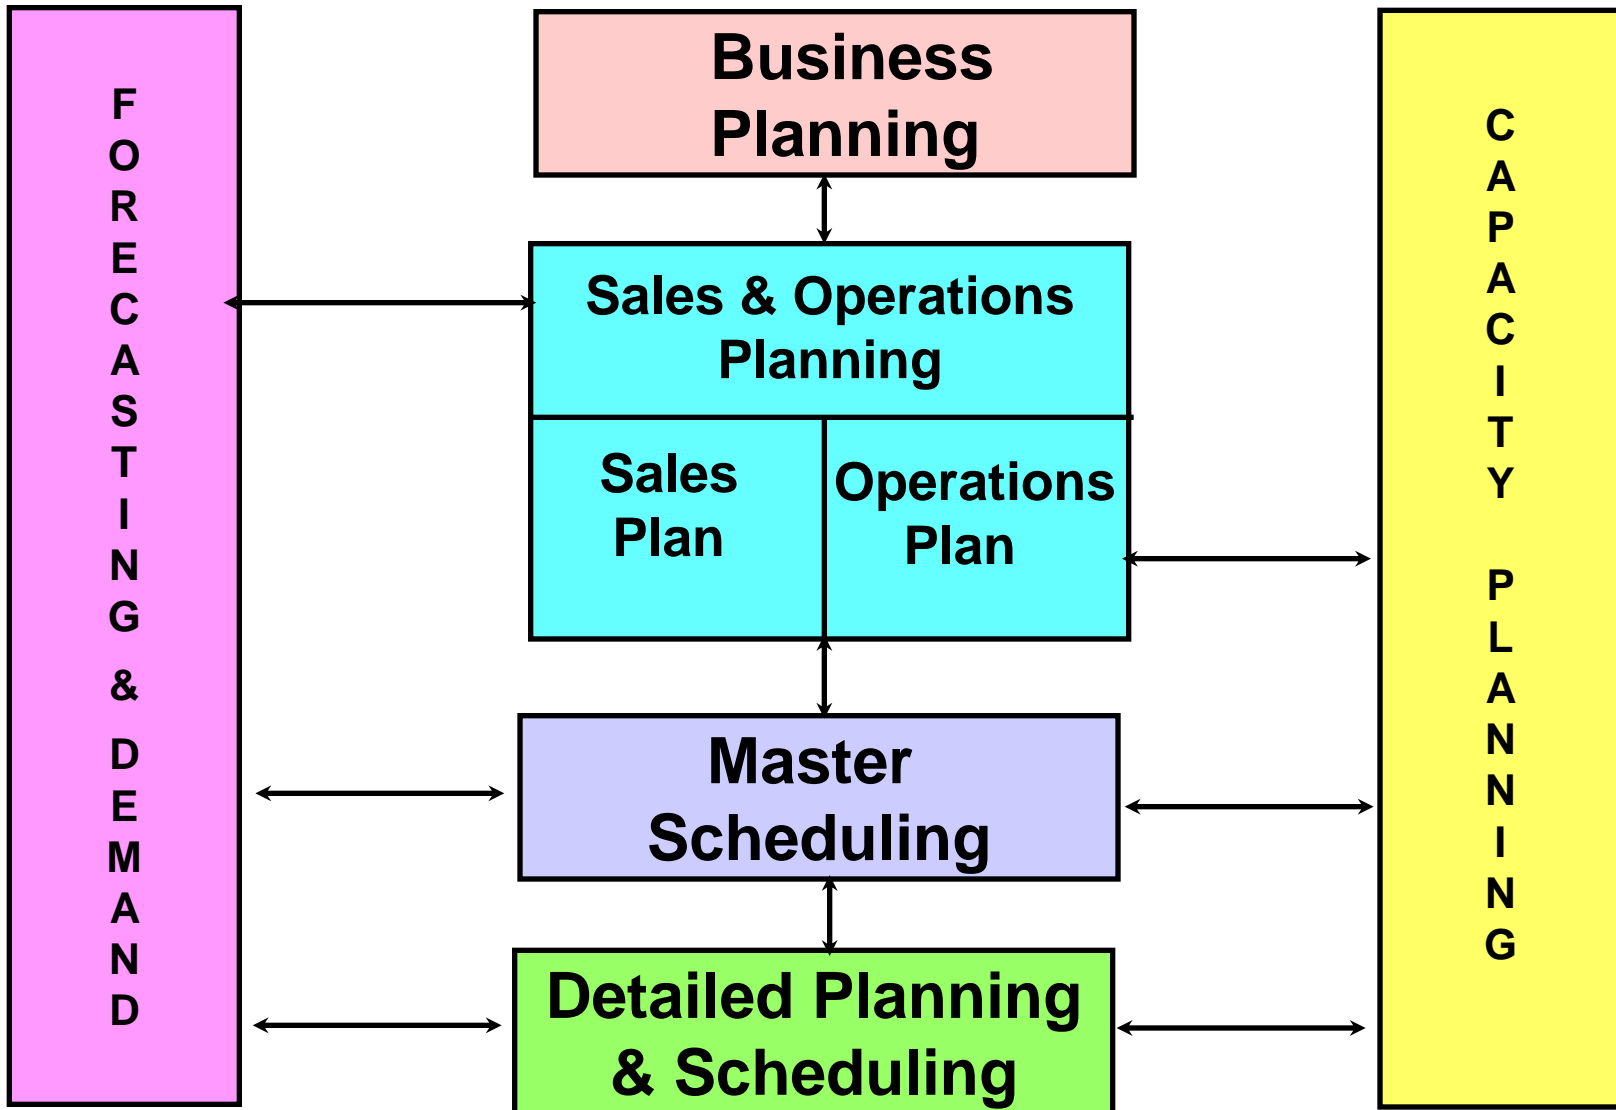 FORECASTING & DEMAND
Business
Planning
Sales & Operations
Planning
Sales
Plan
Operations
Plan
Master
Scheduling
Detailed Planning
& Scheduling
CAPACITY PLANNING